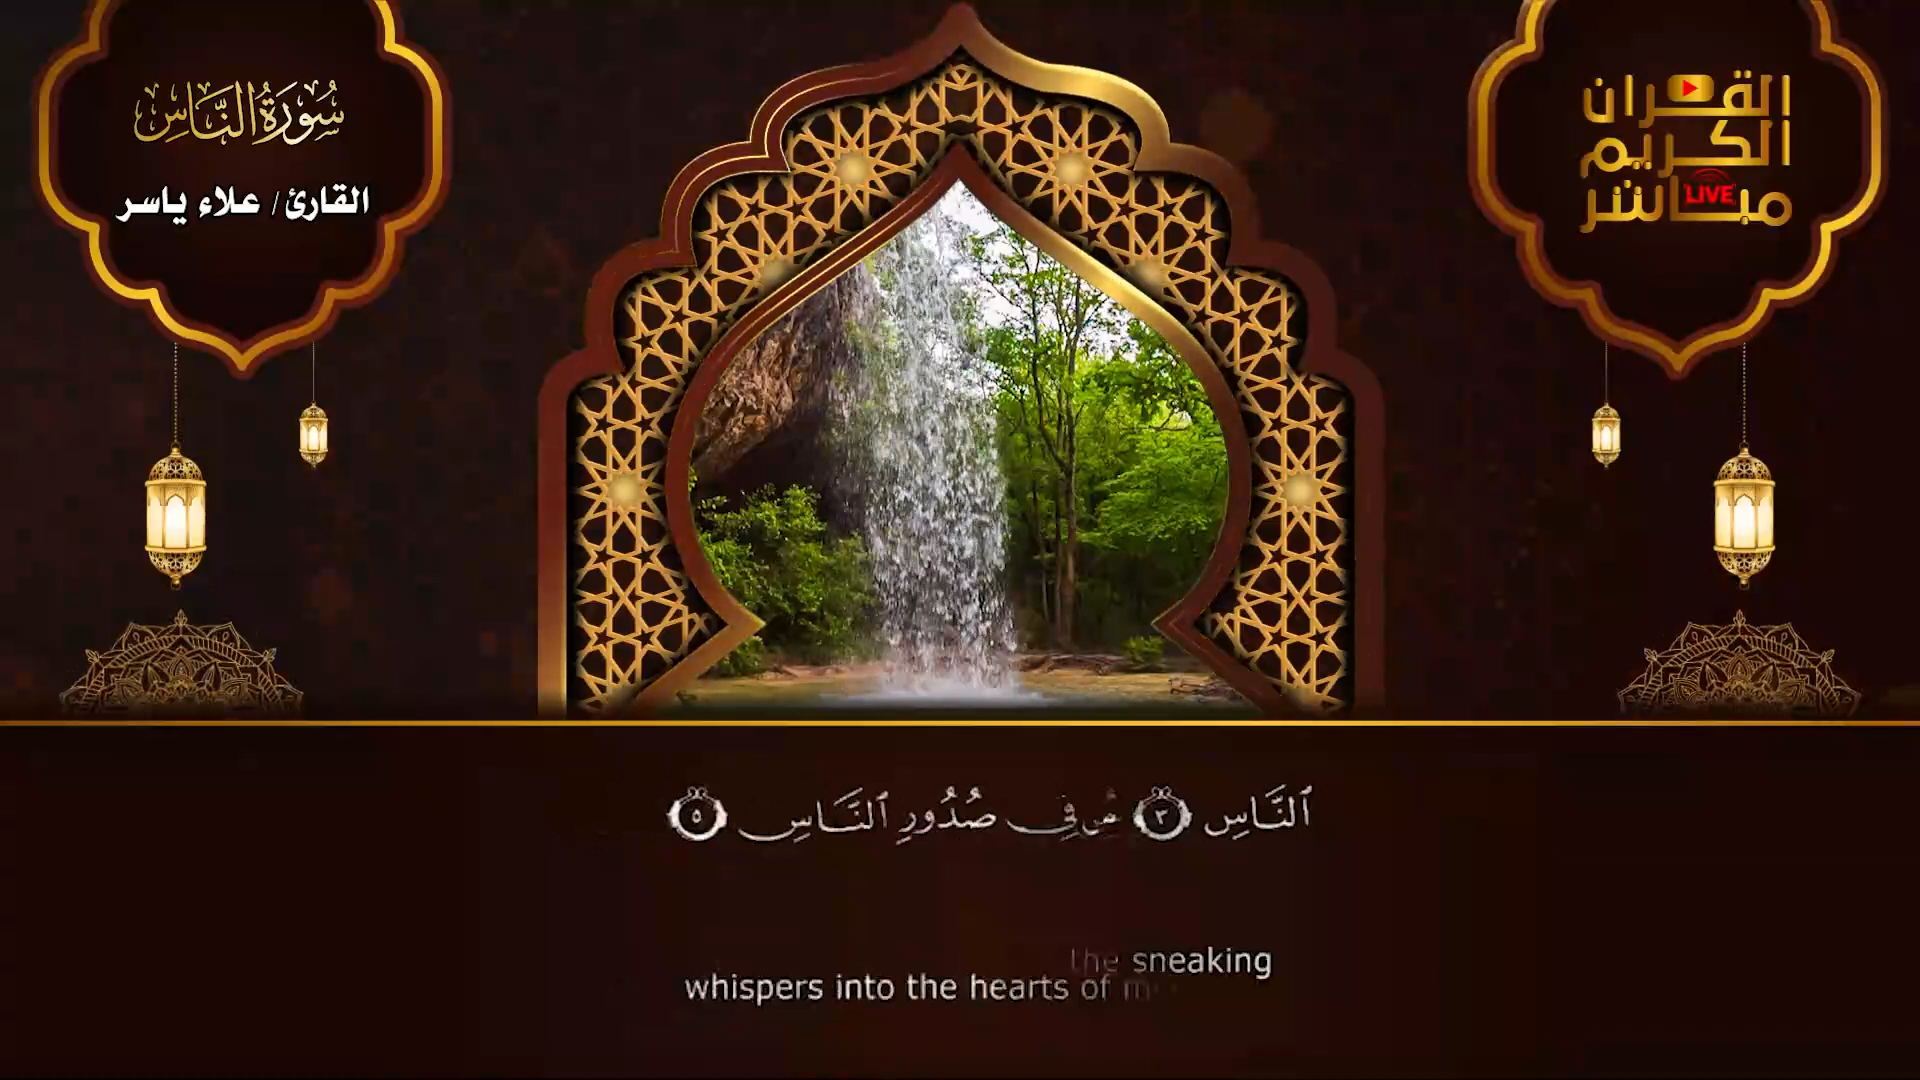 سُورَةُ النَّاسِ
القارئ / علاء ياسر
القرآن
الكريم
مباشر
LIVE
ٱلنَّاسِ ٣ فِى صُدُورِ ٱلنَّاسِ ٥
the sneaking
whispers into the hearts of